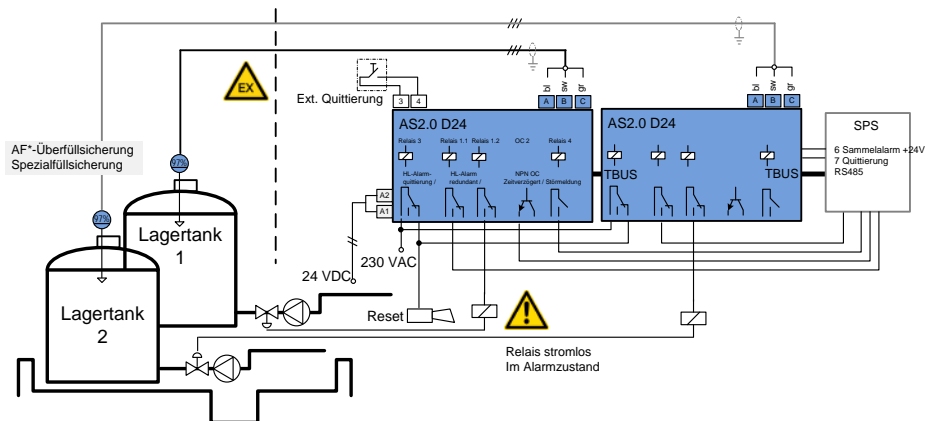 AF*-Überfüllsicherung
Spezialfüllsicherung
97%
97%
Lagertank
1
Lagertank
2
EX
Ext. Quittierung
3 4
bl sw gr
A B C
AS2.0 D24
Relais 3 Relais 1.1 Relais 1.2 OC 2 Relais 4
HL-Alarm-
quittierung /
HL-Alarm
redundant /
NPN OC
Zeitverzögert / Störmeldung
TBUS
A2
A1
24 VDC
230 VAC
Reset
bl sw gr
A B C
AS2.0 D24
TBUS
SPS
6 Sammelalarm +24V
7 Quittierung
RS485
Relais stromlos
Im Alarmzustand